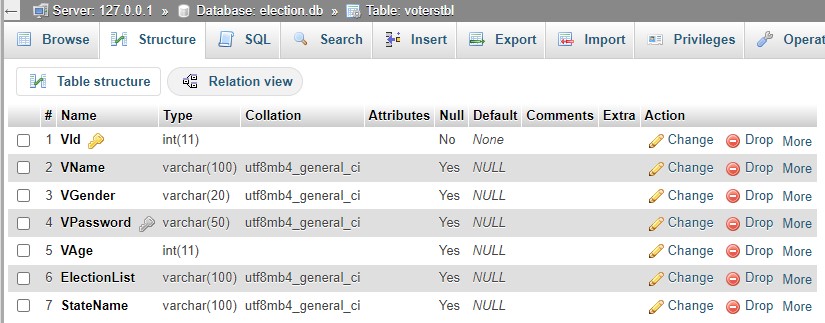 Server: 127.0.0.1 » Database: election.db » Table: voterstbl
Browse Structure SQL Search Insert Export Import Privileges Operat
Table structure Relation view
# Name Type Collation Attributes Null Default Comments Extra Action
1 VId int(11) No None Change Drop More
2 VName varchar(100) utf8mb4_general_ci Yes NULL Change Drop More
3 VGender varchar(20) utf8mb4_general_ci Yes NULL Change Drop More
4 VPassword varchar(50) utf8mb4_general_ci Yes NULL Change Drop More
5 VAge int(11) Yes NULL Change Drop More
6 ElectionList varchar(100) utf8mb4_general_ci Yes NULL Change Drop More
7 StateName varchar(100) utf8mb4_general_ci Yes NULL Change Drop More